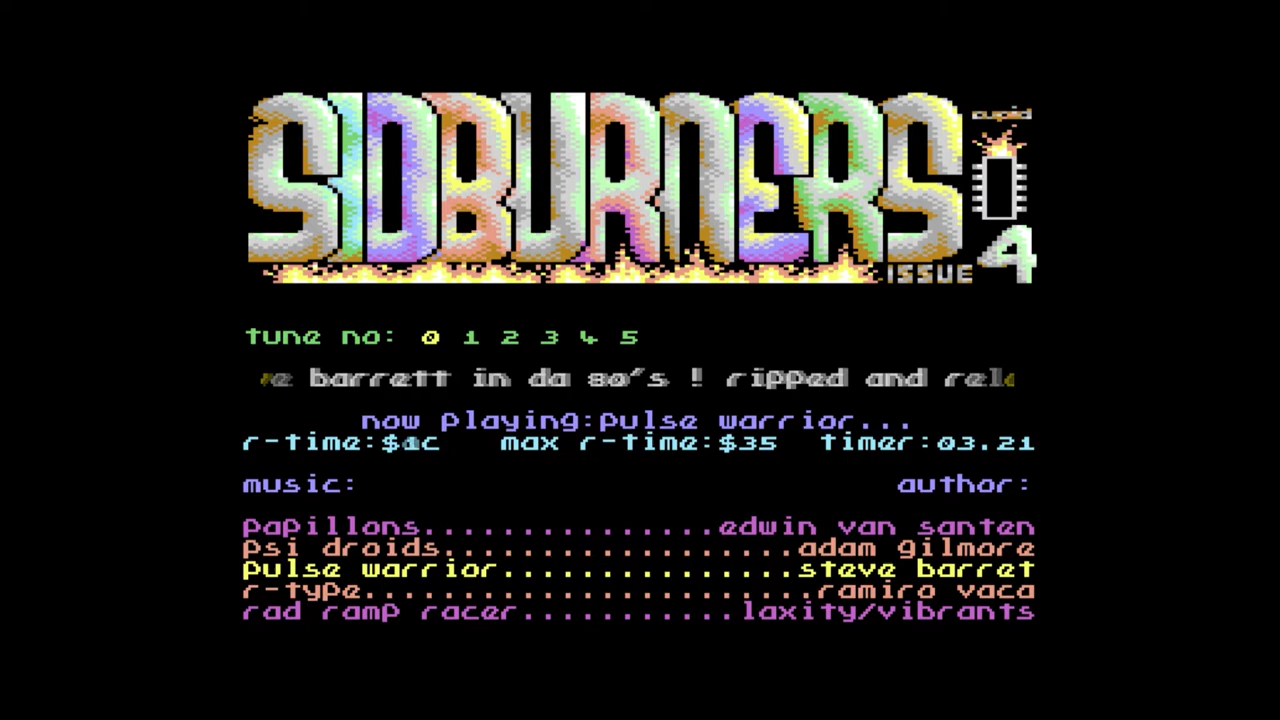 SIDBURNERS
cupid
ISSUE 4
tune no: 0 1 2 3 4 5
barrett in da 80's ! ripped and
now playing:pulse warrior...
r-time:$ac max r-time:$35 timer:03.21
music: author:
papillons...............edwin van santen
psi droids..................adam gilmore
pulse warrior...............steve barret
r-type.......................ramiro vaca
rad ramp racer...........laxity/vibrants